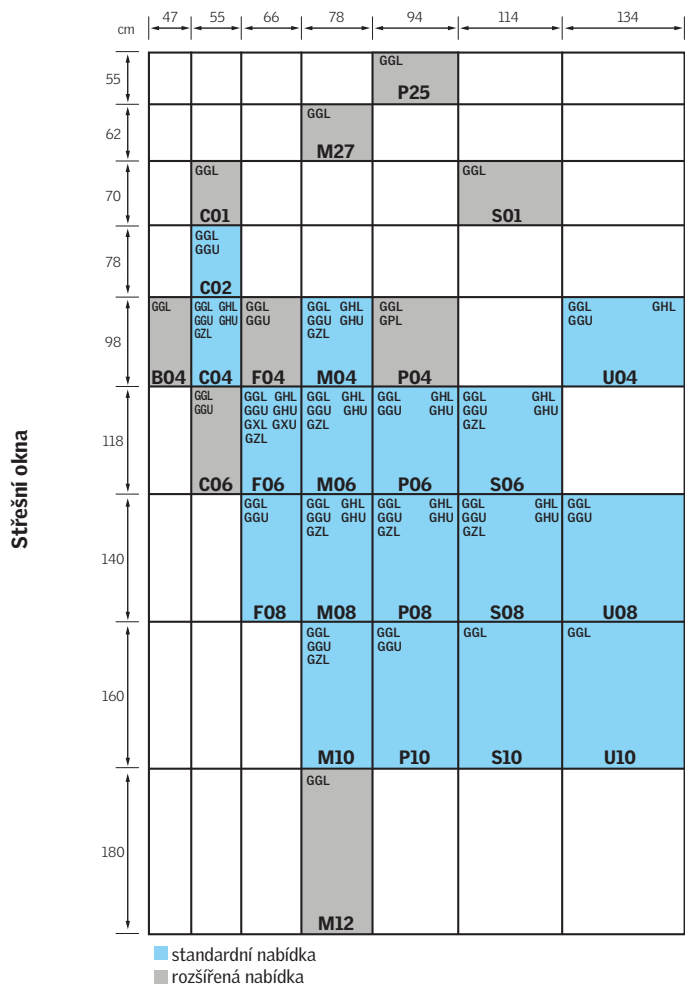 47 55 66 78 94 114 134
cm
Střešní okna
55
GGL
P25
62
GGL
M27
70
GGL
C01
GGL
S01
78
GGL
GGU
C02
98
GGL
B04
GGL GHL
GGU GHU
GZL
C04
GGL
GGU
F04
GGL GHL
GGU GHU
GZL
M04
GGL
GPL
P04
GGL GHL
GGU
U04
118
GGL
GGU
C06
GGL GHL
GGU GHU
GXL GXU
GZL
F06
GGL GHL
GGU GHU
GZL
M06
GGL GHL
GGU GHU
P06
GGL GHL
GGU GHU
GZL
S06
140
GGL
GGU
F08
GGL GHL
GGU GHU
GZL
M08
GGL GHL
GGU GHU
GZL
P08
GGL GHL
GGU GHU
GZL
S08
GGL
GGU
U08
160
GGL
GGU
GZL
M10
GGL
GGU
P10
GGL
S10
GGL
U10
180
GGL
M12
standardní nabídka
rozšířená nabídka